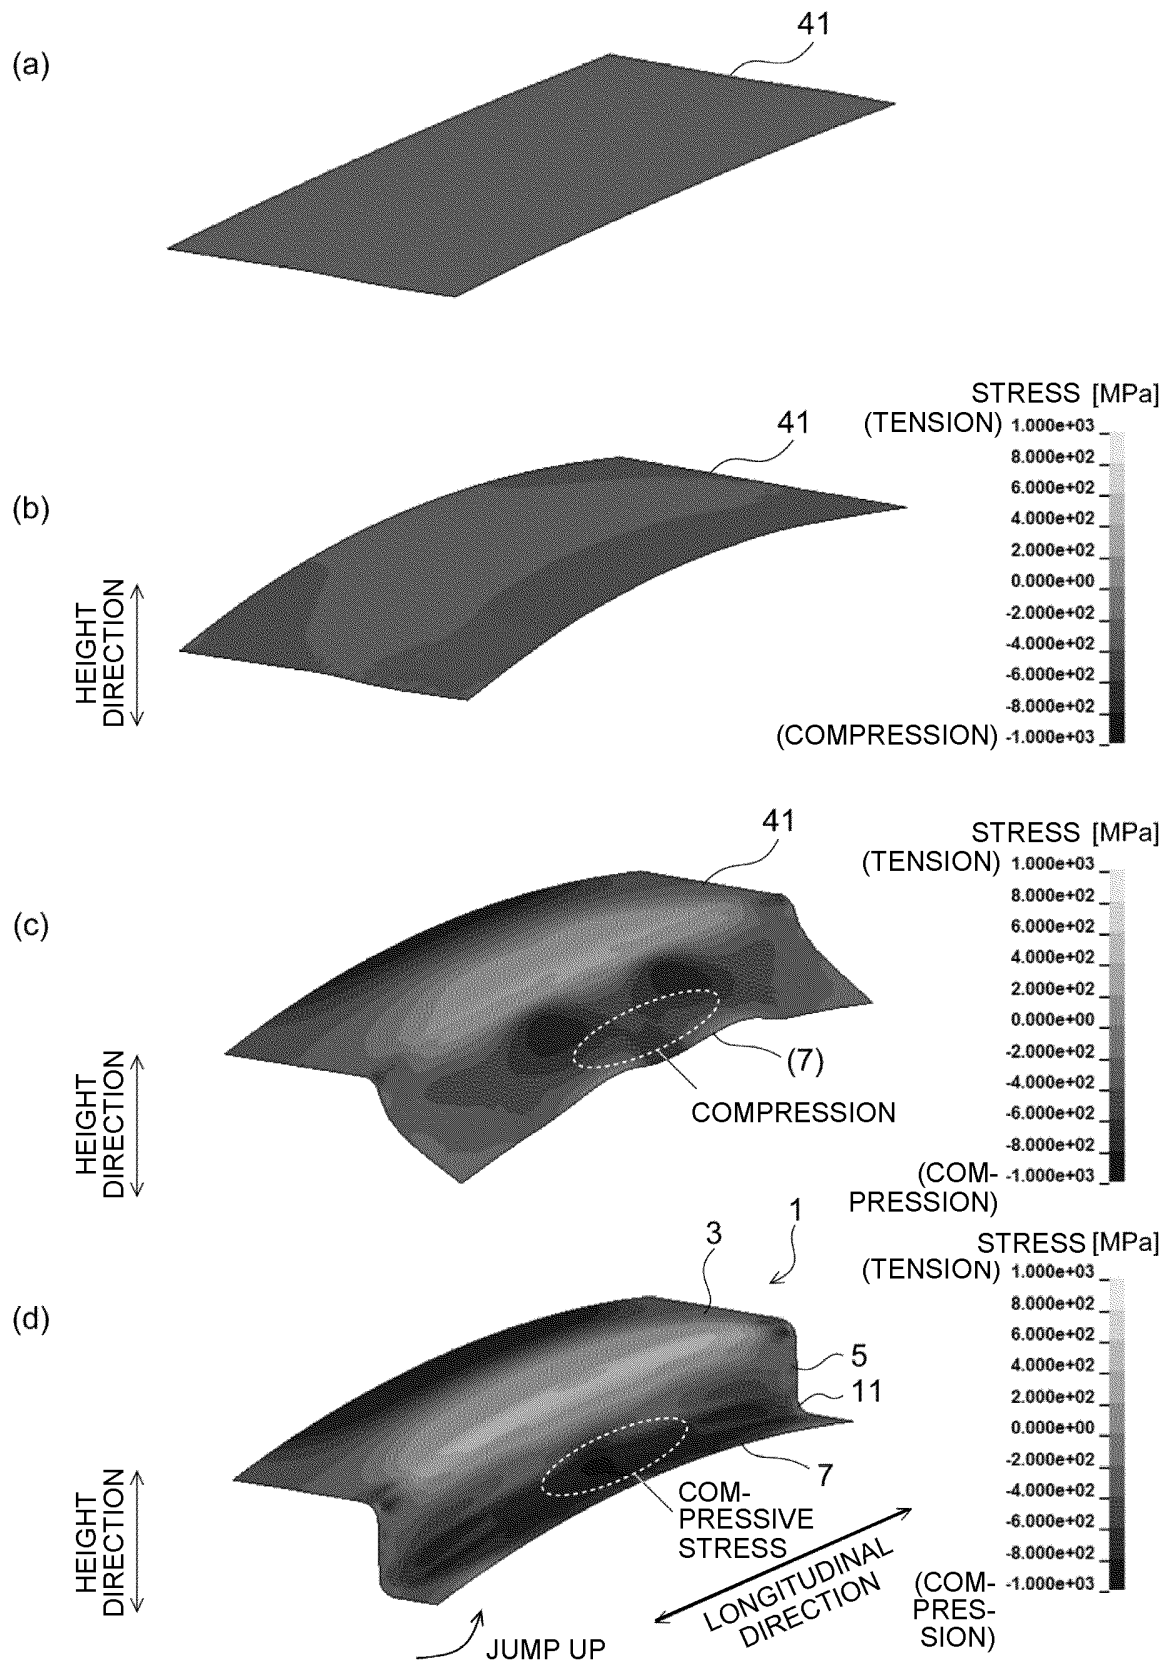 (a)
41
STRESS [MPa]
(TENSION)
1.000e+03
8.000e+02
6.000e+02
4.000e+02
2.000e+02
0.000e+00
-2.000e+02
-4.000e+02
-6.000e+02
-8.000e+02
-1.000e+03
(COMPRESSION)
(b)
41
HEIGHT
DIRECTION
STRESS [MPa]
(TENSION)
1.000e+03
8.000e+02
6.000e+02
4.000e+02
2.000e+02
0.000e+00
-2.000e+02
-4.000e+02
-6.000e+02
-8.000e+02
-1.000e+03
(COM-
PRESSION)
(c)
41
(7)
COMPRESSION
HEIGHT
DIRECTION
STRESS [MPa]
(TENSION)
1.000e+03
8.000e+02
6.000e+02
4.000e+02
2.000e+02
0.000e+00
-2.000e+02
-4.000e+02
-6.000e+02
-8.000e+02
-1.000e+03
(COM-
PRES-
SION)
(d)
1
3
5
11
7
COM-
PRESSIVE
STRESS
HEIGHT
DIRECTION
LONGITUDINAL
DIRECTION
JUMP UP